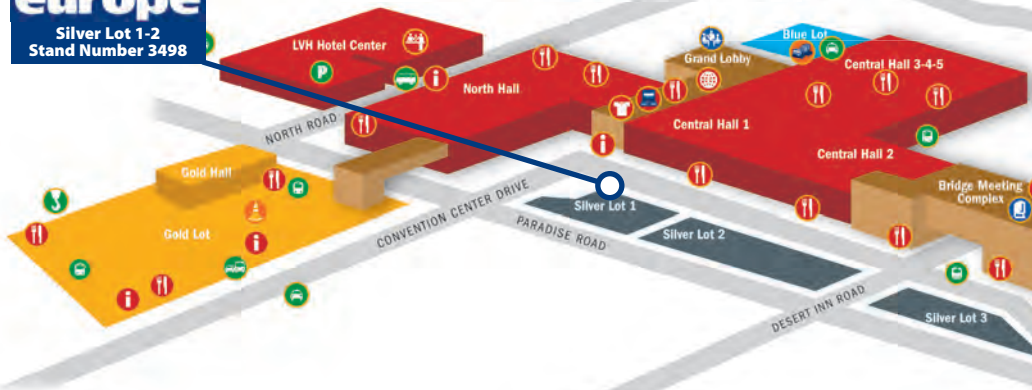 europe
Silver Lot 1-2
Stand Number 3498
LVH Hotel Center
P
i
North Hall
NORTH ROAD
Grand Lobby
Blue Lot
Central Hall 3-4-5
Central Hall 1
i
Central Hall 2
Bridge Meeting
Complex
Gold Hall
Gold Lot
i
i
CONVENTION CENTER DRIVE
PARADISE ROAD
Silver Lot 1
Silver Lot 2
DESERT INN ROAD
Silver Lot 3